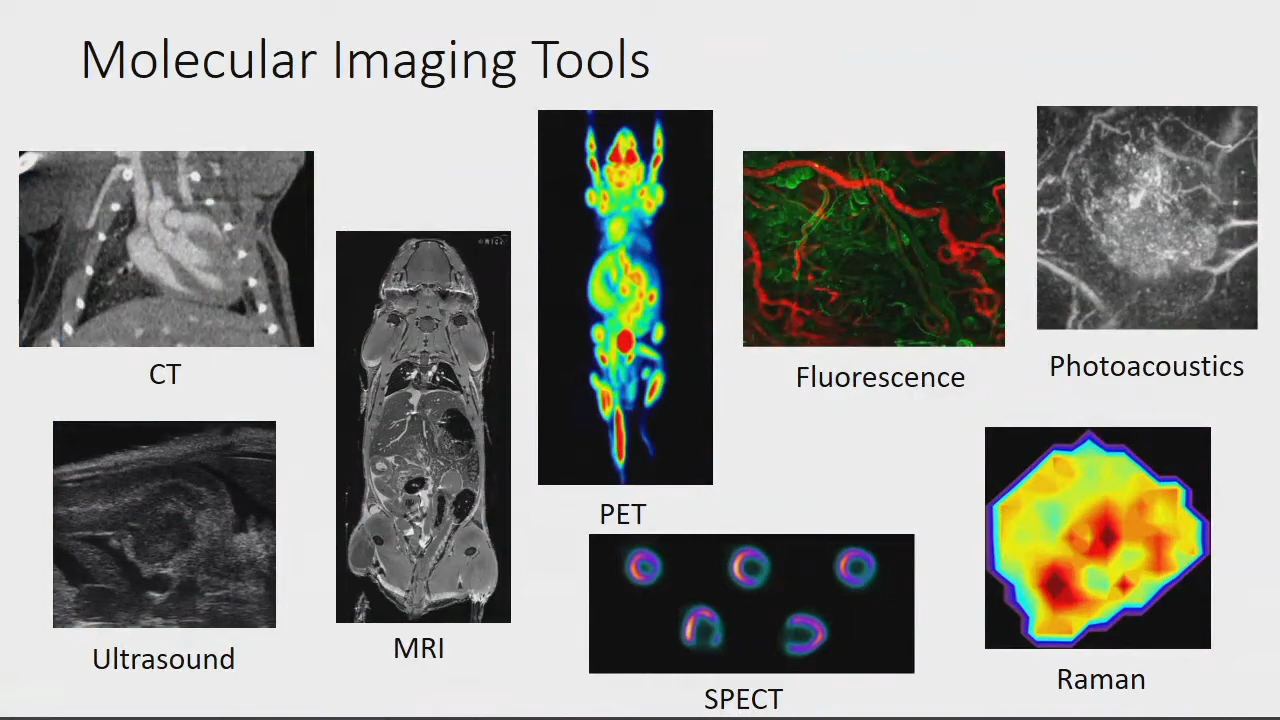 Molecular Imaging Tools
CT
Ultrasound
MRI
PET
SPECT
Fluorescence
Photoacoustics
Raman